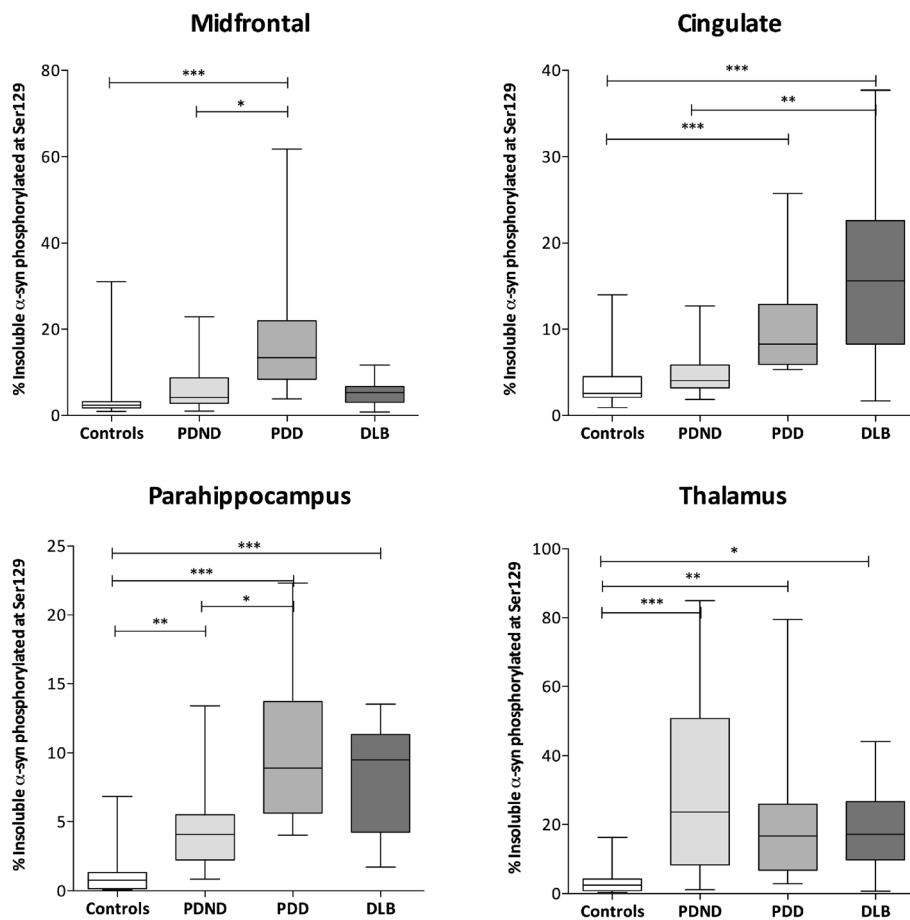 Midfrontal
% Insoluble α-syn phosphorylated at Ser129
80
60
40
20
0
***
*
Controls PDND PDD DLB
Cingulate
% Insoluble α-syn phosphorylated at Ser129
40
30
20
10
0
***
**
***
Controls PDND PDD DLB
Parahippocampus
% Insoluble α-syn phosphorylated at Ser129
25
20
15
10
5
0
***
***
*
**
Controls PDND PDD DLB
Thalamus
% Insoluble α-syn phosphorylated at Ser129
100
80
60
40
20
0
*
**
***
Controls PDND PDD DLB